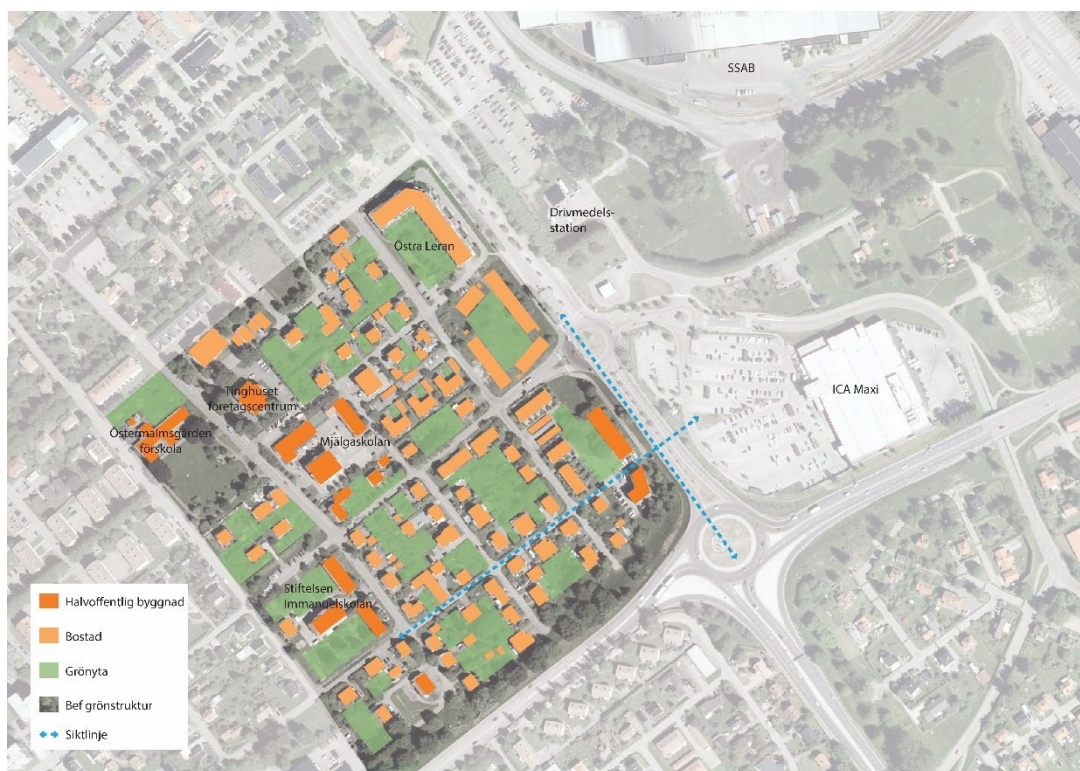 SSAB
Drivmedels-
station
Östra Leran
ICA Maxi
Tinghuset
företagscentrum
Östermalmsgården
förskola
Mjälgaskolan
Stiftelsen
Immanuelskolan
Halvoffentlig byggnad
Bostad
Grönyta
Bef grönstruktur
Siktlinje